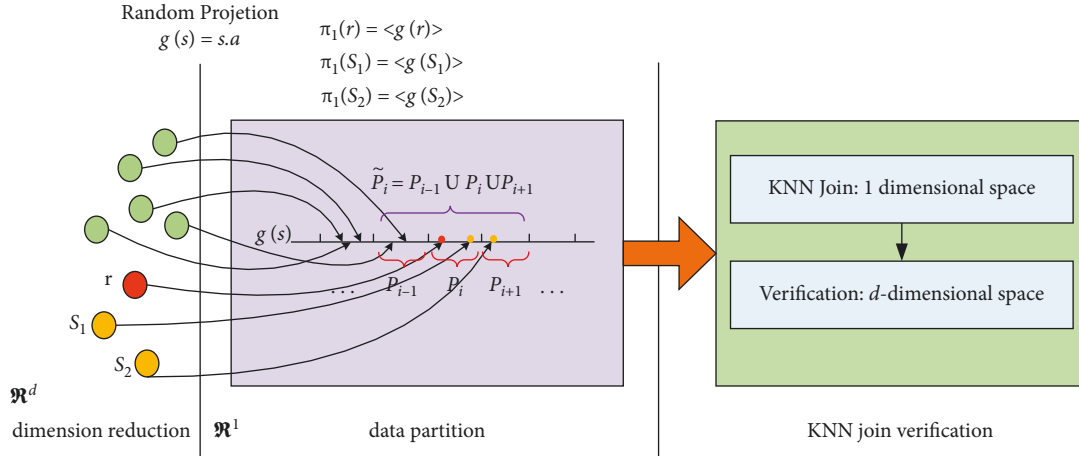 Random Projetion
g (s) = s.a
π1(r) = <g (r)>
π1(S1) = <g (S1)>
π1(S2) = <g (S2)>
P̃i = Pi−1 U Pi UPi+1
g (s)
. . . Pi−1 Pi Pi+1 . . .
r
S1
S2
KNN Join: 1 dimensional space
Verification: d-dimensional space
ℜd
dimension reduction
ℜ1
data partition
KNN join verification